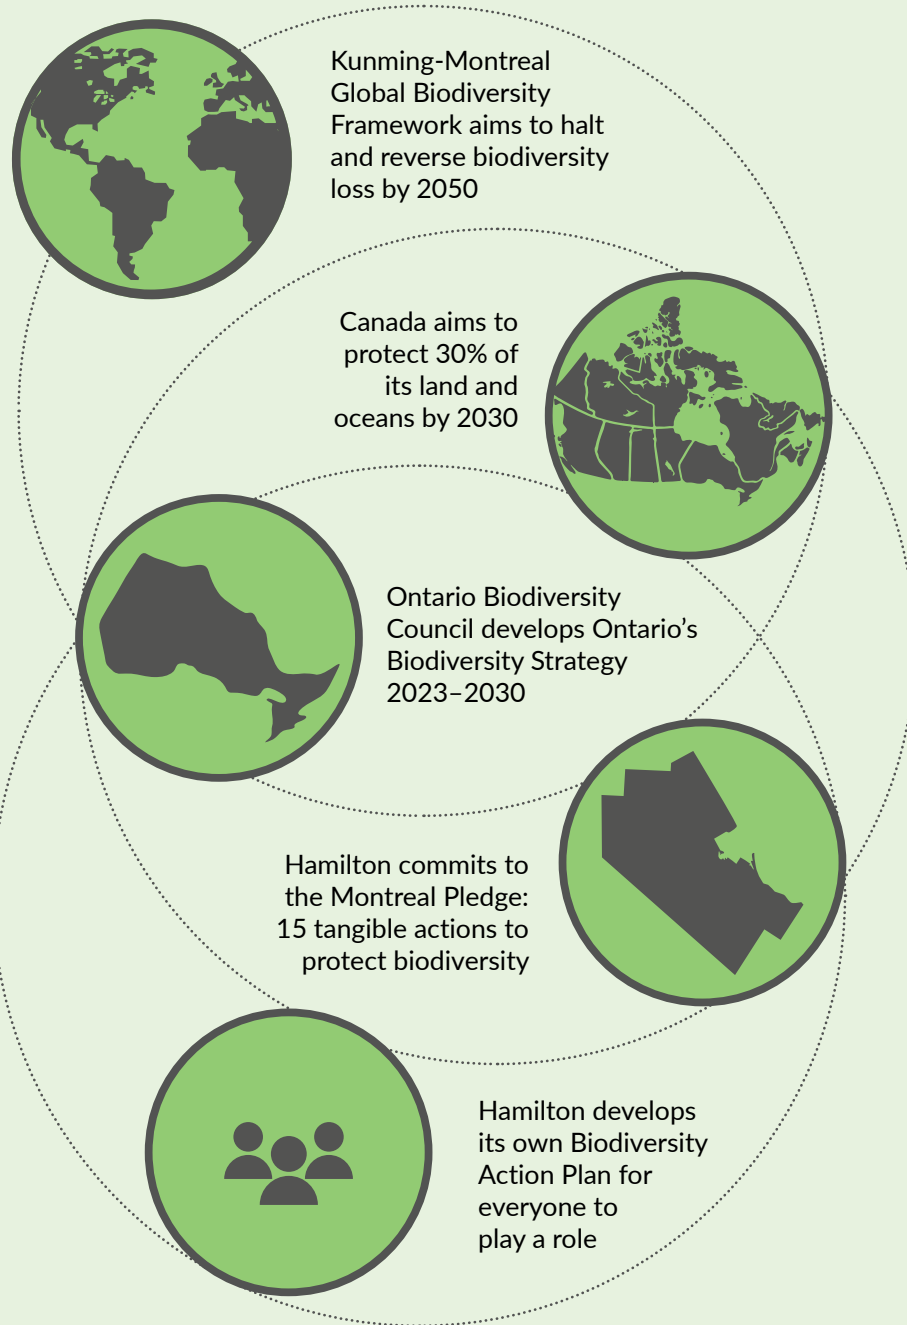 Kunming-Montreal
Global Biodiversity
Framework aims to halt
and reverse biodiversity
loss by 2050
Canada aims to
protect 30% of
its land and
oceans by 2030
Ontario Biodiversity
Council develops Ontario’s
Biodiversity Strategy
2023–2030
Hamilton commits to
the Montreal Pledge:
15 tangible actions to
protect biodiversity
Hamilton develops
its own Biodiversity
Action Plan for
everyone to
play a role